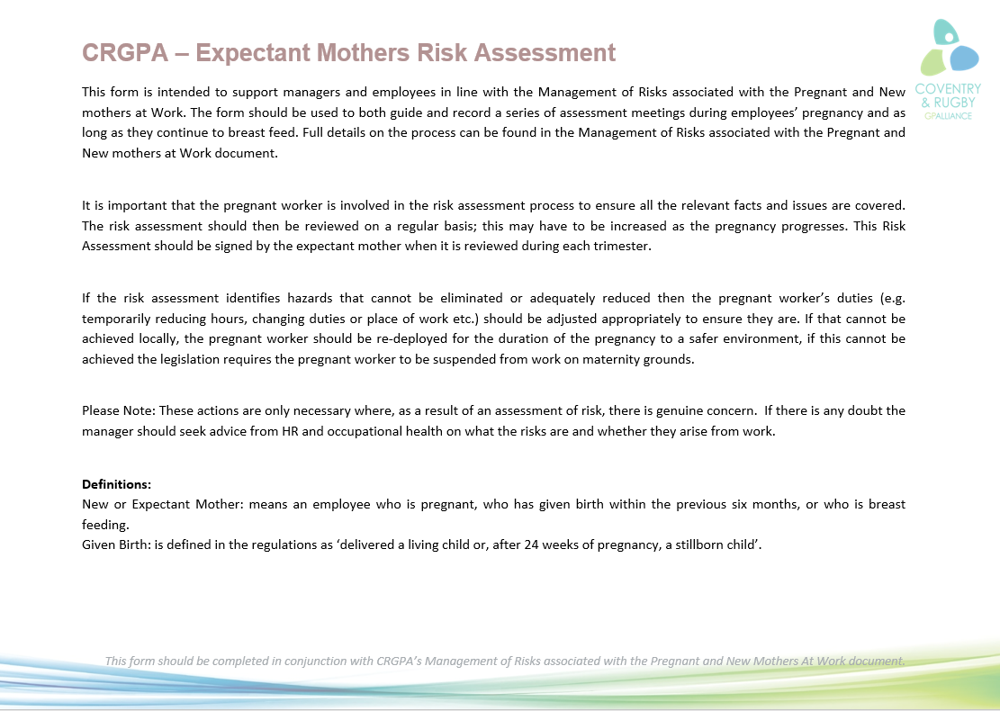 CRGPA – Expectant Mothers Risk Assessment
This form is intended to support managers and employees in line with the Management of Risks associated with the Pregnant and New
mothers at Work. The form should be used to both guide and record a series of assessment meetings during employees’ pregnancy and as
long as they continue to breast feed. Full details on the process can be found in the Management of Risks associated with the Pregnant and
New mothers at Work document.
COVENTRY
& RUGBY
GPALLIANCE
It is important that the pregnant worker is involved in the risk assessment process to ensure all the relevant facts and issues are covered.
The risk assessment should then be reviewed on a regular basis; this may have to be increased as the pregnancy progresses. This Risk
Assessment should be signed by the expectant mother when it is reviewed during each trimester.
If the risk assessment identifies hazards that cannot be eliminated or adequately reduced then the pregnant worker’s duties (e.g.
temporarily reducing hours, changing duties or place of work etc.) should be adjusted appropriately to ensure they are. If that cannot be
achieved locally, the pregnant worker should be re-deployed for the duration of the pregnancy to a safer environment, if this cannot be
achieved the legislation requires the pregnant worker to be suspended from work on maternity grounds.
Please Note: These actions are only necessary where, as a result of an assessment of risk, there is genuine concern.  If there is any doubt the
manager should seek advice from HR and occupational health on what the risks are and whether they arise from work.
Definitions:
New or Expectant Mother: means an employee who is pregnant, who has given birth within the previous six months, or who is breast
feeding.
Given Birth: is defined in the regulations as ‘delivered a living child or, after 24 weeks of pregnancy, a stillborn child’.
This form should be completed in conjunction with CRGPA’s Management of Risks associated with the Pregnant and New Mothers At Work document.